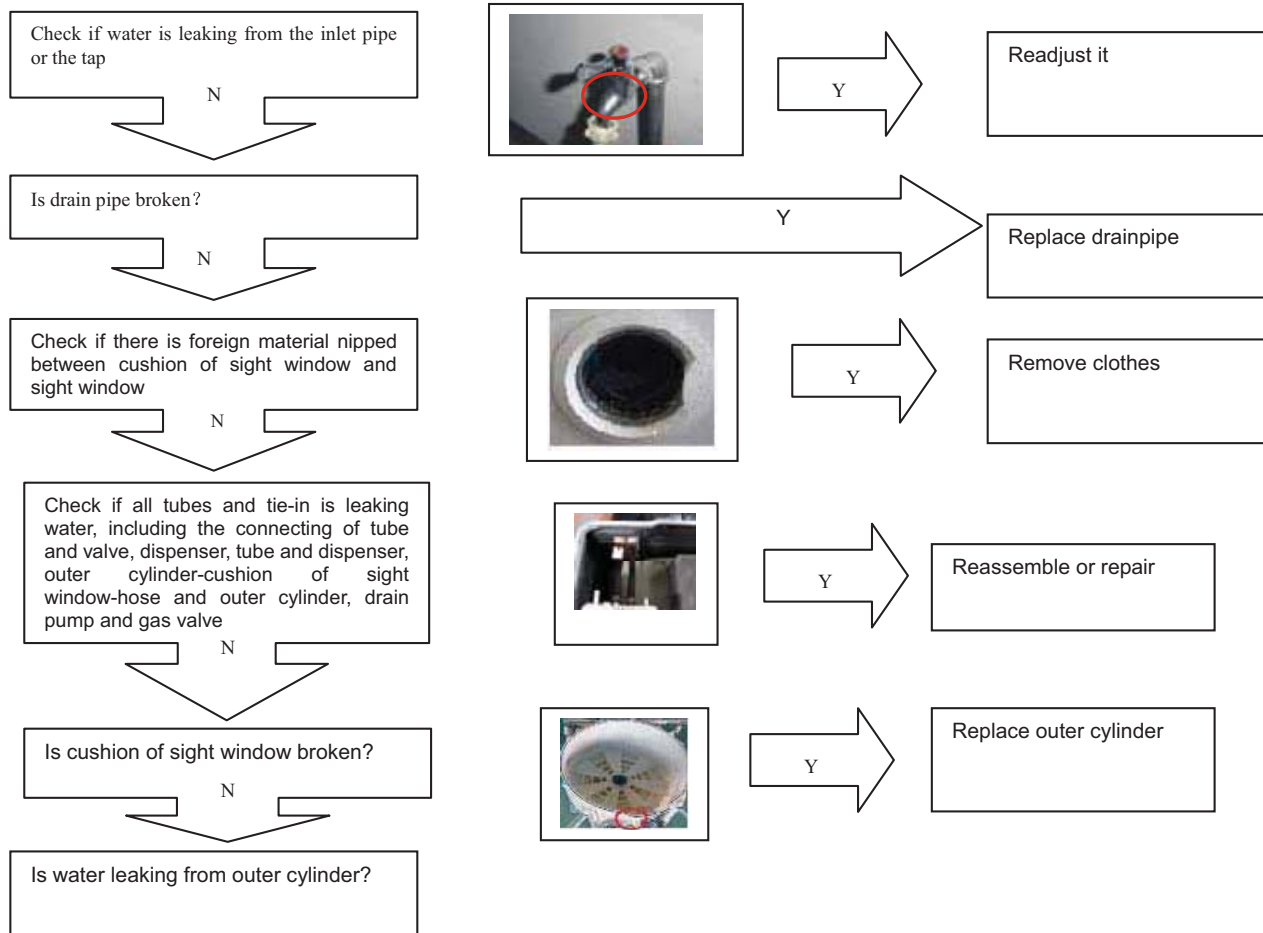 Check if water is leaking from the inlet pipe
or the tap
N
Y
Readjust it
Is drain pipe broken？
N
Y
Replace drainpipe
Check if there is foreign material nipped
between cushion of sight window and
sight window
N
Y
Remove clothes
Check if all tubes and tie-in is leaking
water, including the connecting of tube
and valve, dispenser, tube and dispenser,
outer cylinder-cushion of sight
window-hose and outer cylinder, drain
pump and gas valve
N
Y
Reassemble or repair
Is cushion of sight window broken?
N
Y
Replace outer cylinder
Is water leaking from outer cylinder?